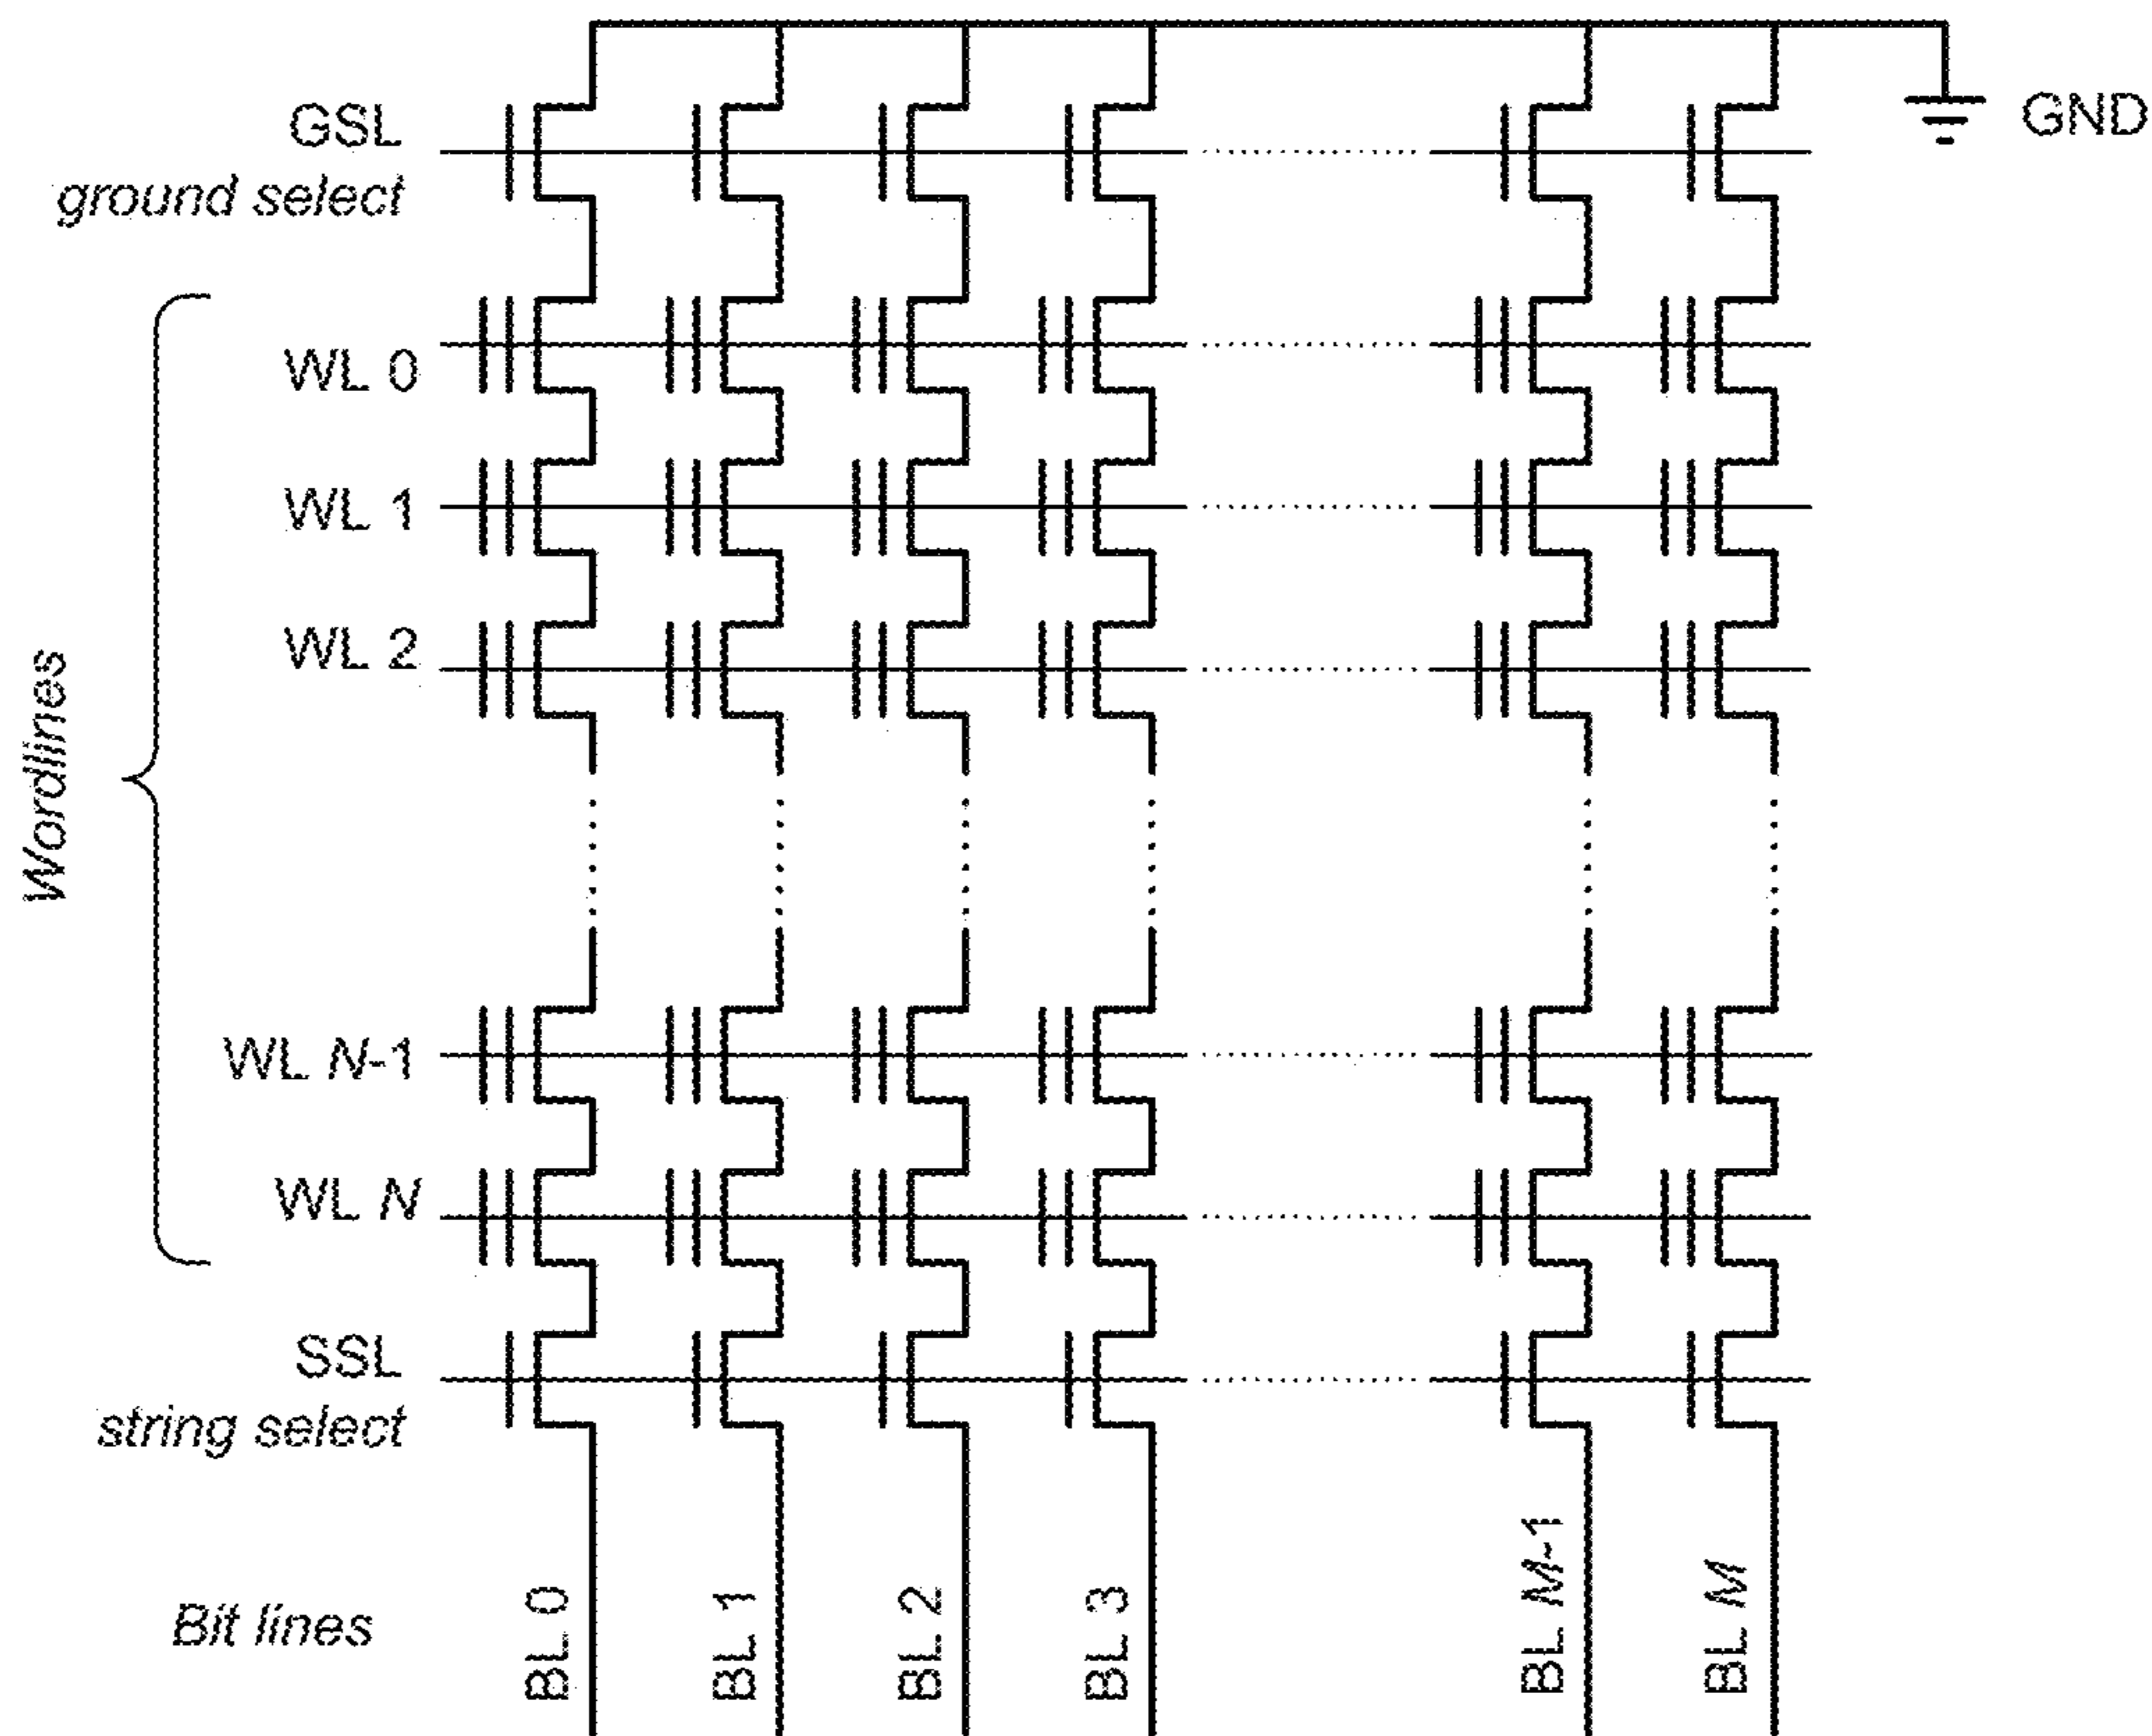 GSL
ground select
GND
WL 0
WL 1
WL 2
Wordlines
WL N-1
WL N
SSL
string select
Bit lines
BL 0
BL 1
BL 2
BL 3
BL M-1
BL M